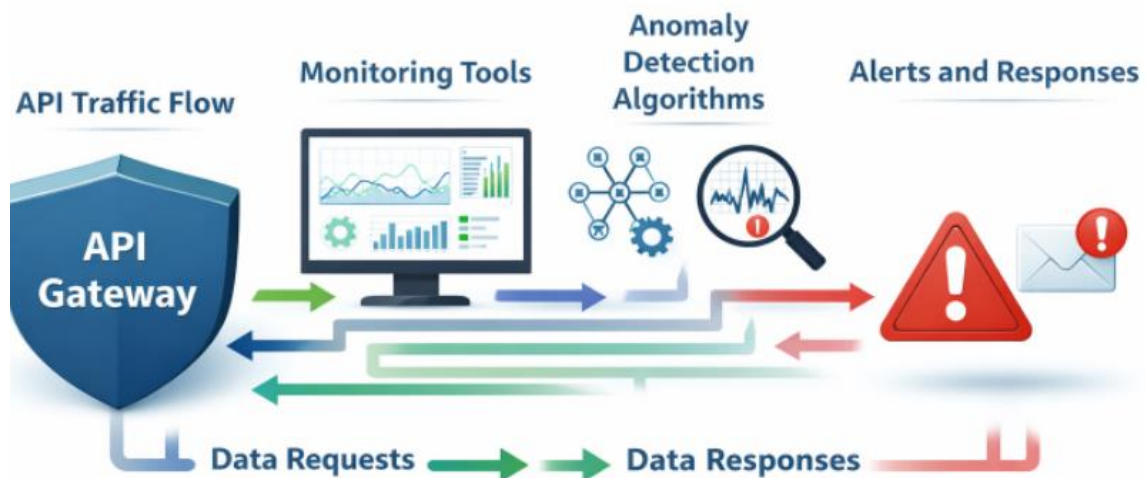 API Traffic Flow
Monitoring Tools
Anomaly
Detection
Algorithms
Alerts and Responses
API
Gateway
Data Requests
Data Responses